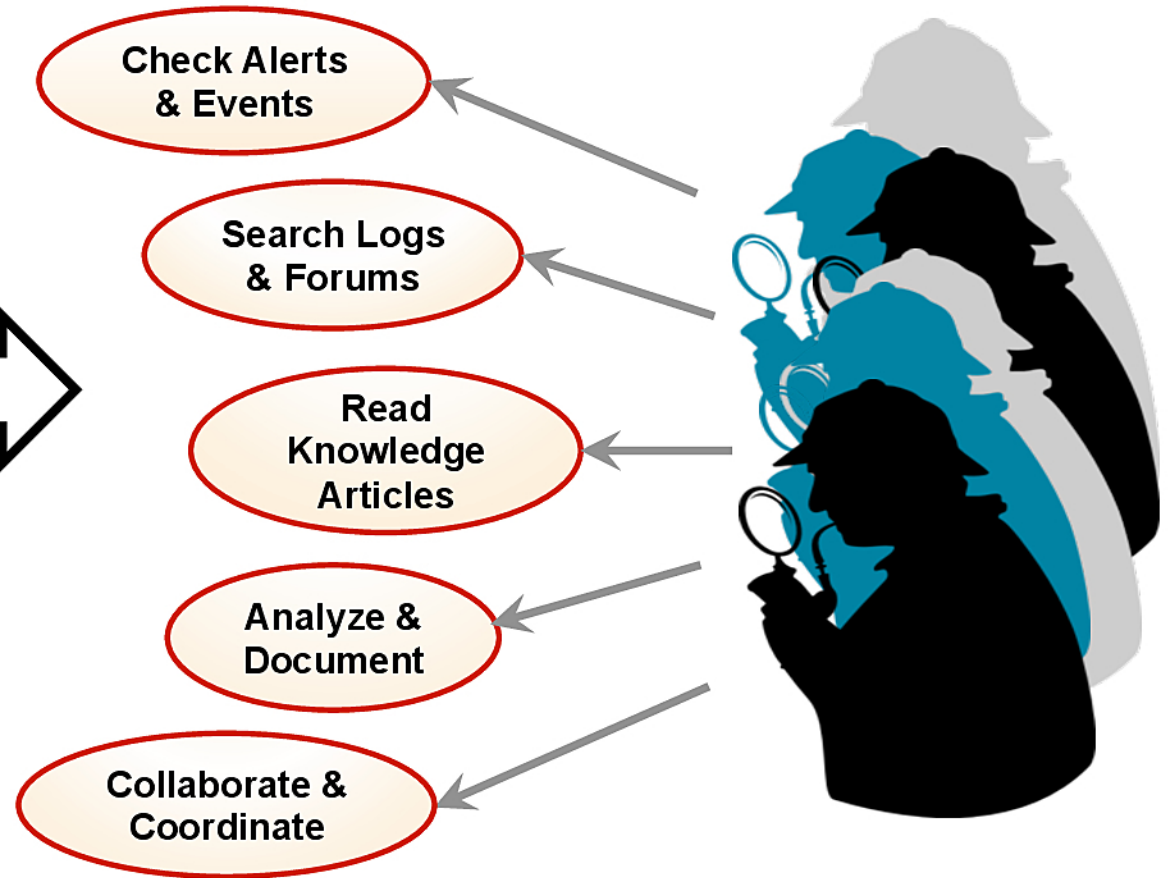 Check Alerts
& Events
Search Logs
& Forums
Read
Knowledge
Articles
Analyze &
Document
Collaborate &
Coordinate